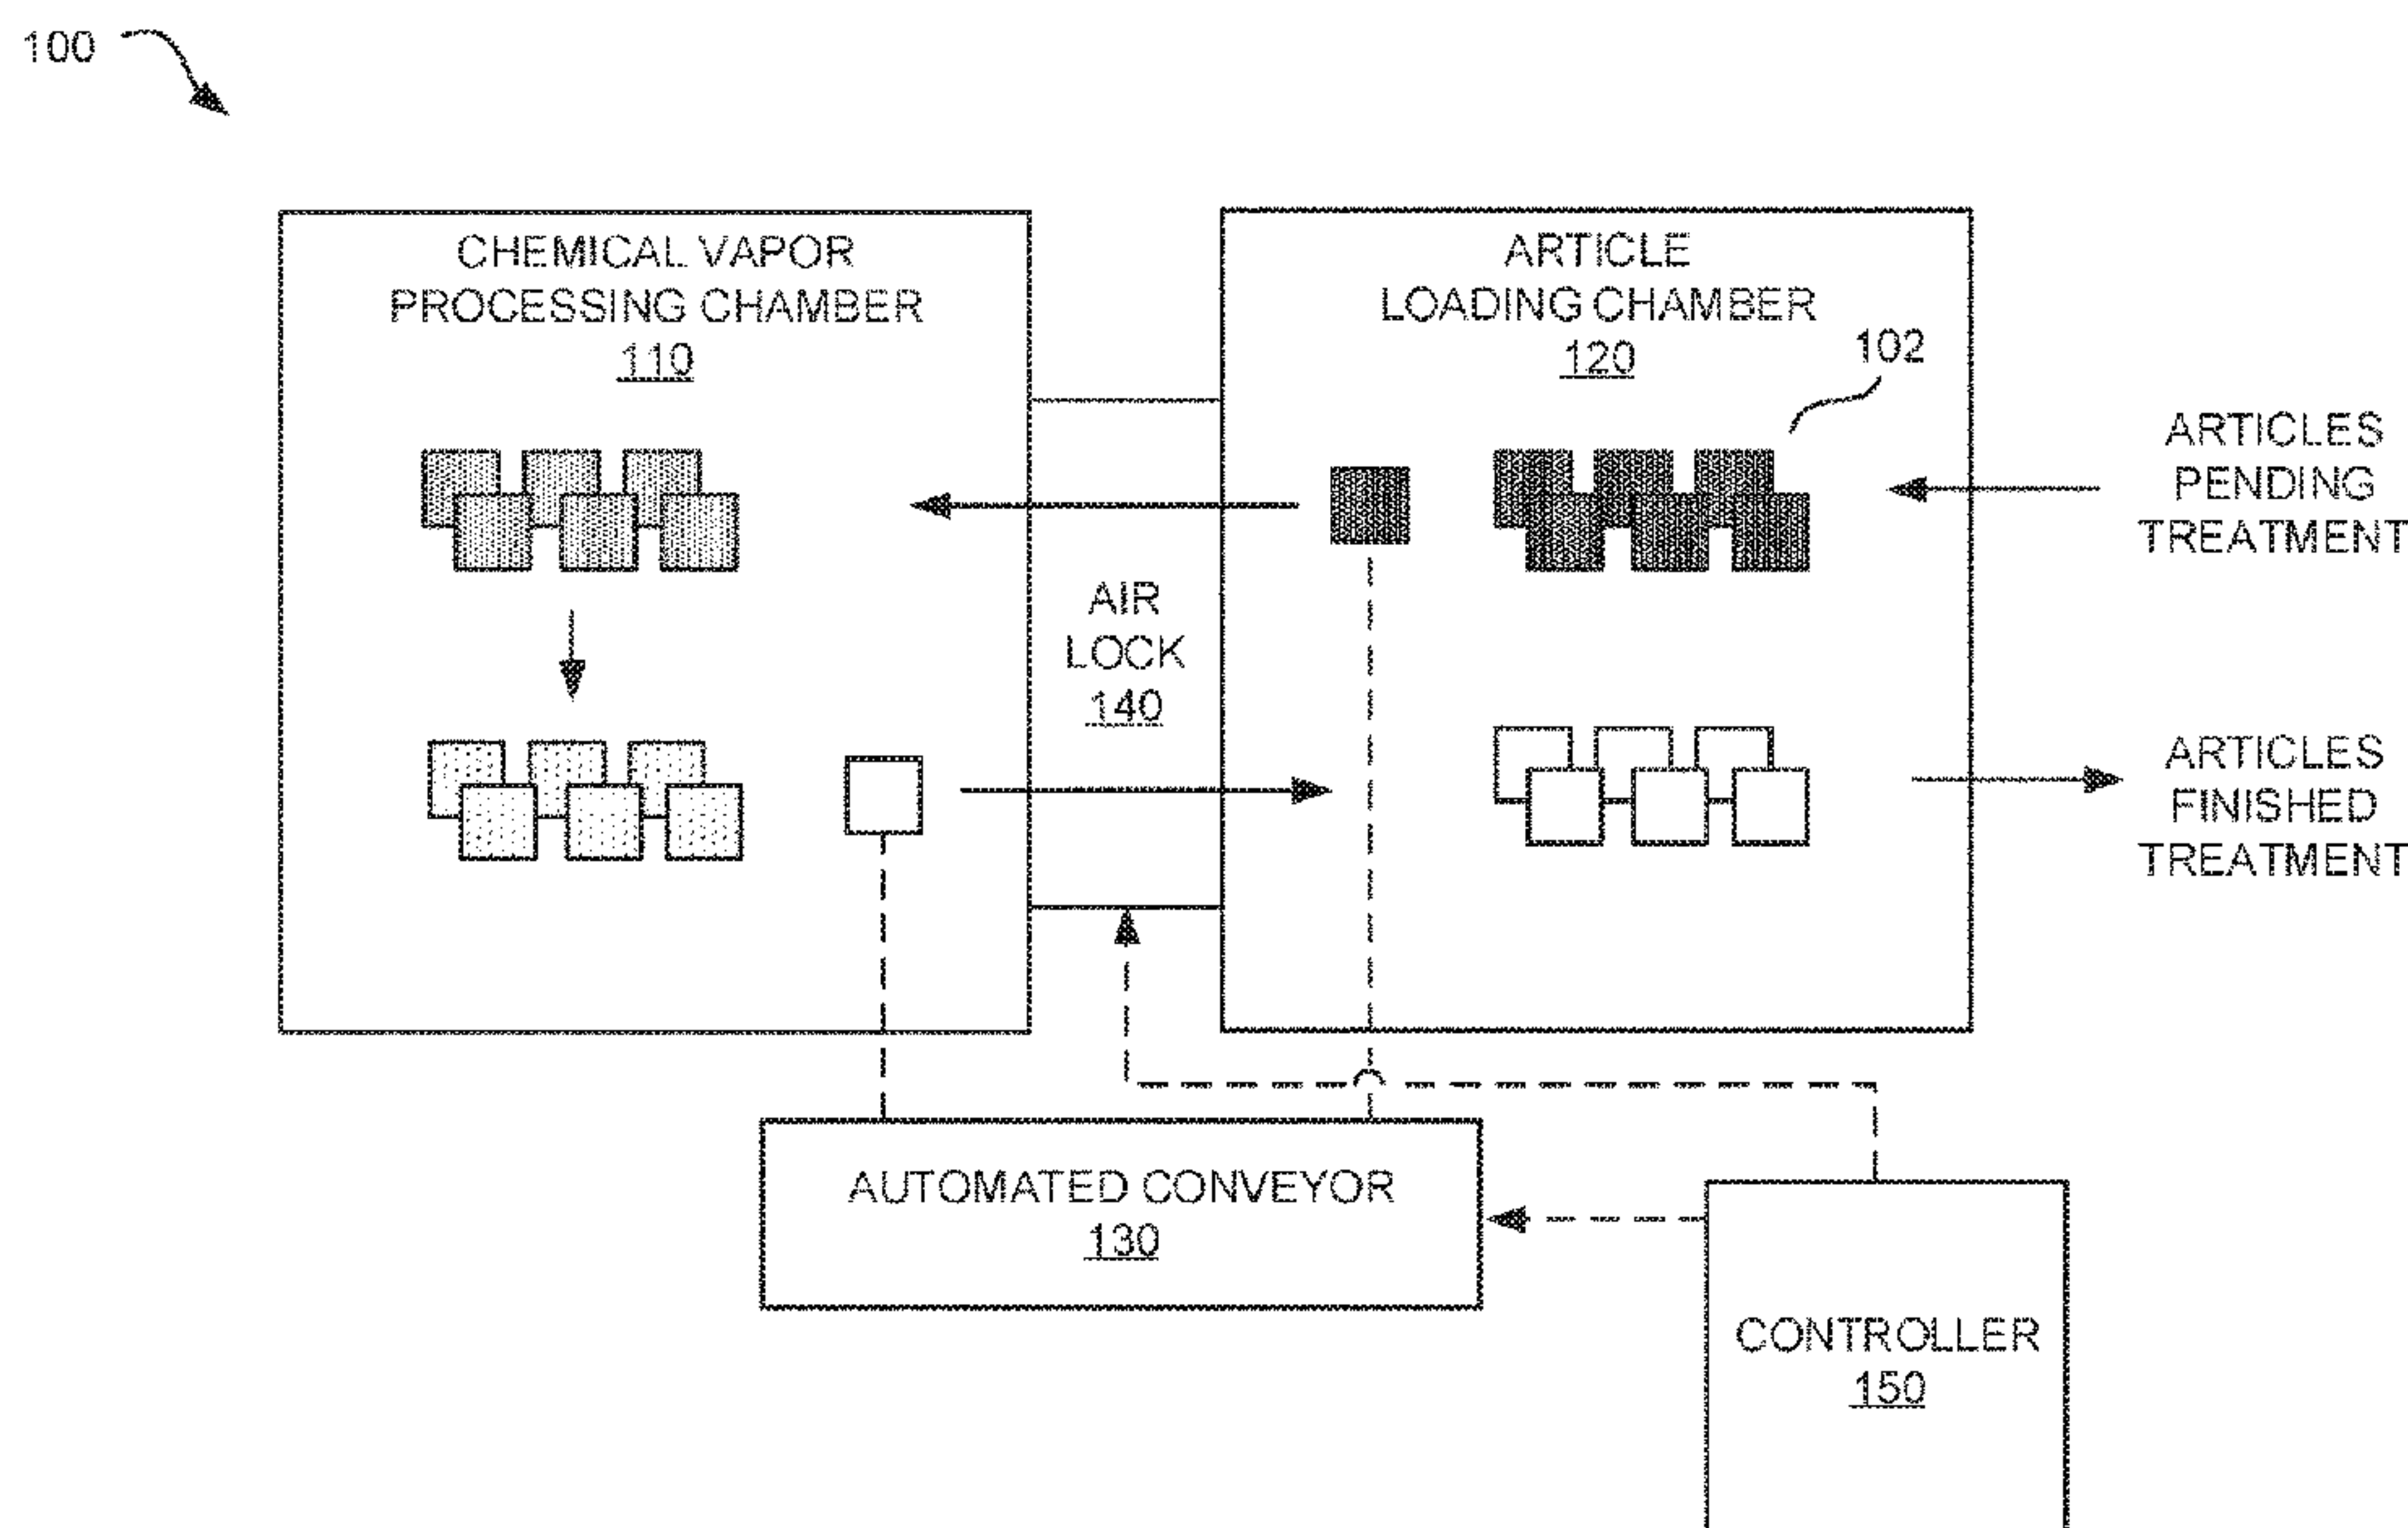 100
CHEMICAL VAPOR
PROCESSING CHAMBER
110
ARTICLE
LOADING CHAMBER
120
102
ARTICLES
PENDING
TREATMENT
AIR
LOCK
140
ARTICLES
FINISHED
TREATMENT
AUTOMATED CONVEYOR
130
CONTROLLER
150